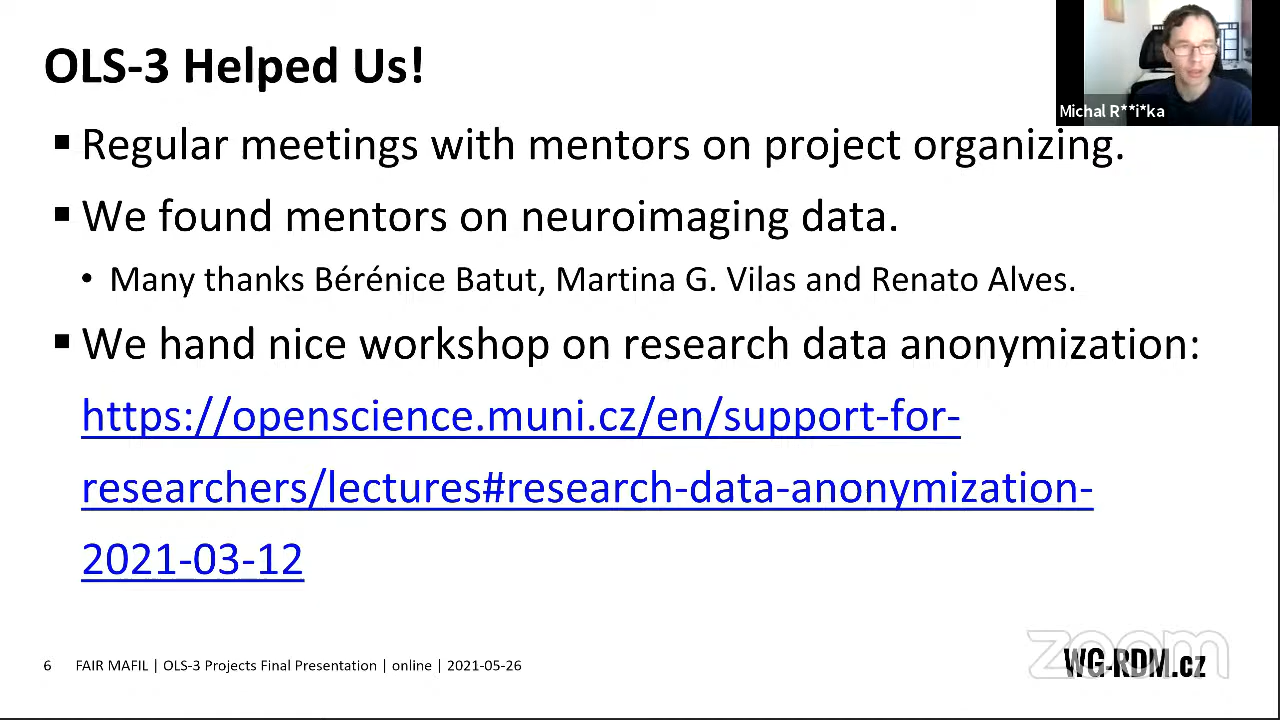 OLS-3 Helped Us!
Michal R**i*ka
Regular meetings with mentors on project organizing.
We found mentors on neuroimaging data.
Many thanks Bérénice Batut, Martina G. Vilas and Renato Alves.
We hand nice workshop on research data anonymization:
https://openscience.muni.cz/en/support-for-
researchers/lectures#research-data-anonymization-
2021-03-12
6 FAIR MAFIL | OLS-3 Projects Final Presentation | online | 2021-05-26
zoom
WG-RDM.cz